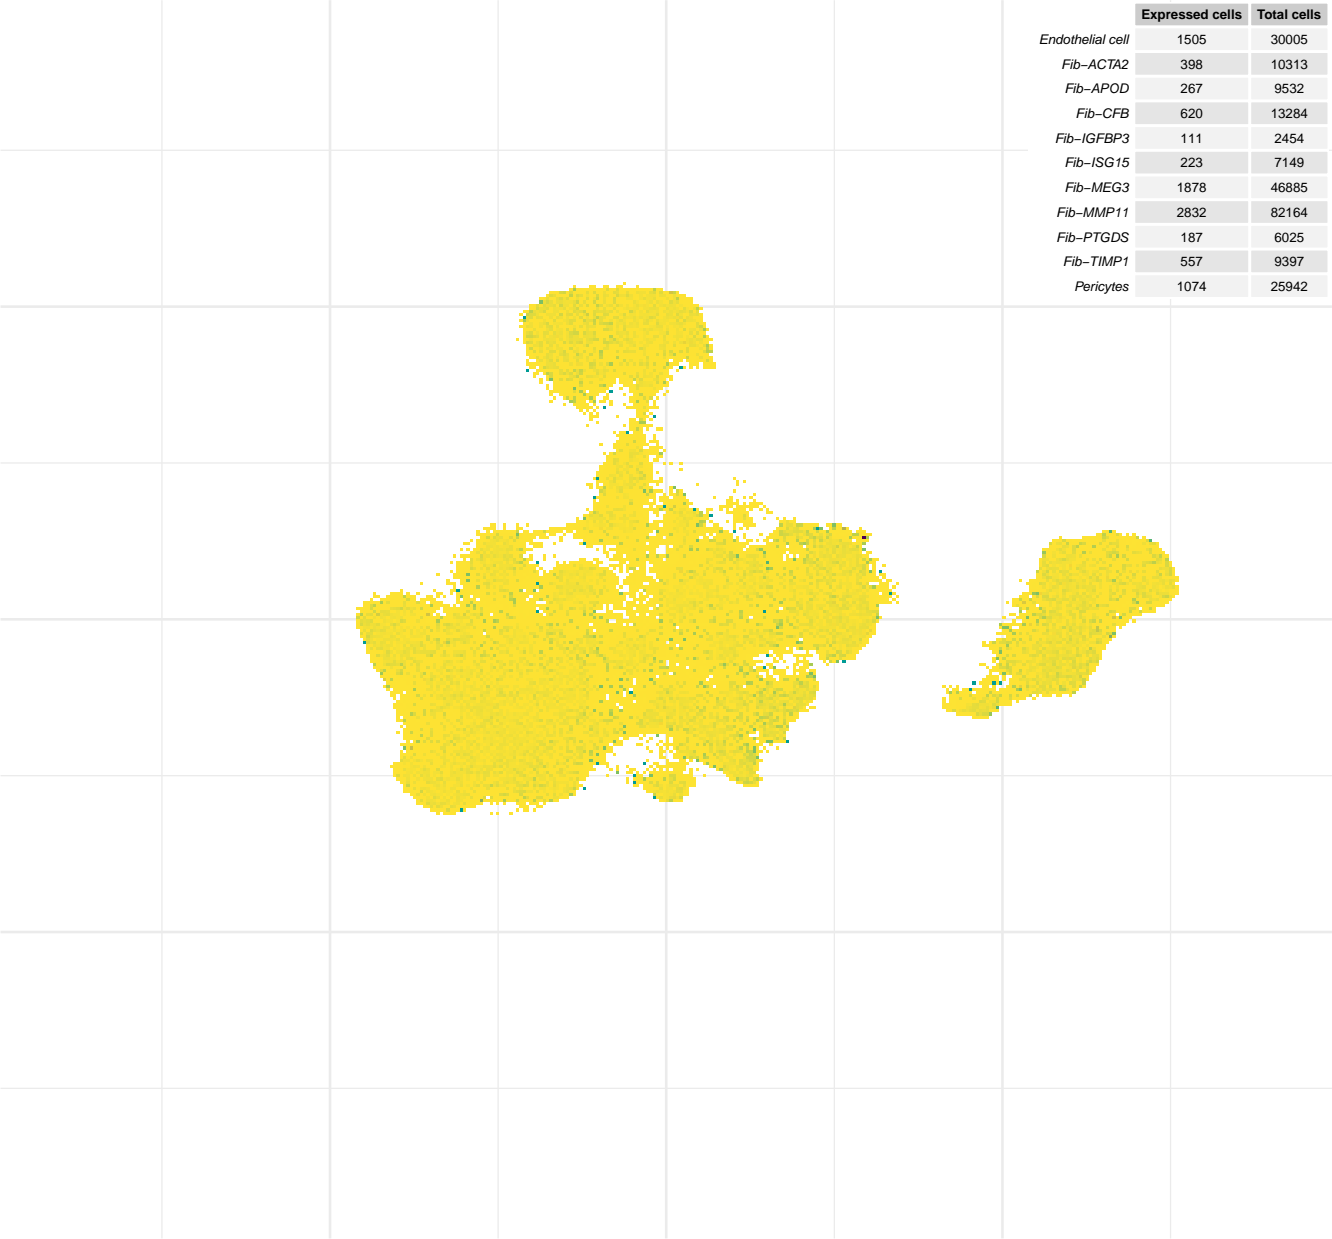 Expressed cells Total cells
Endothelial cell 1505 30005
Fib−ACTA2 398 10313
Fib−APOD 267 9532
Fib−CFB 620 13284
Fib−IGFBP3 111 2454
Fib−ISG15 223 7149
Fib−MEG3 1878 46885
Fib−MMP11 2832 82164
Fib−PTGDS 187 6025
Fib−TIMP1 557 9397
Pericytes 1074 25942